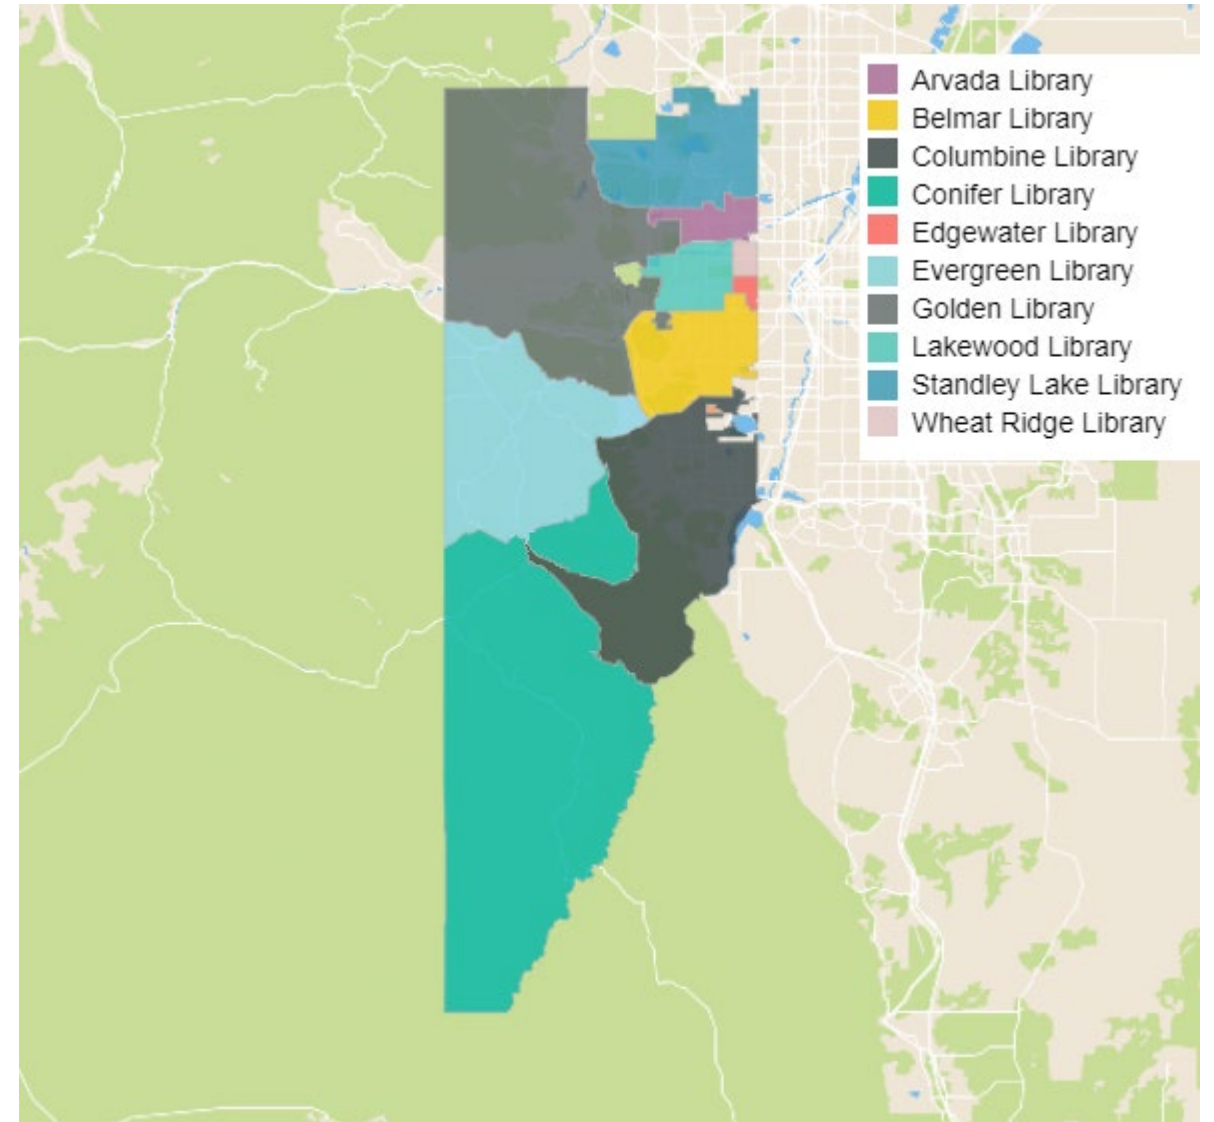 Arvada Library
Belmar Library
Columbine Library
Conifer Library
Edgewater Library
Evergreen Library
Golden Library
Lakewood Library
Standley Lake Library
Wheat Ridge Library